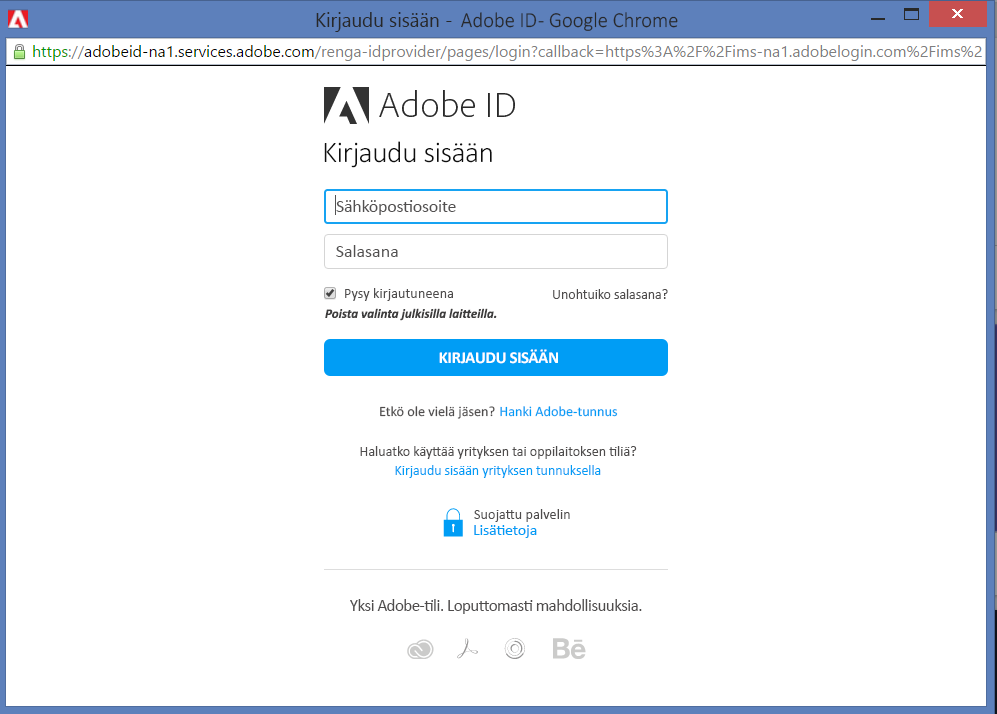 Kirjaudu sisään - Adobe ID- Google Chrome
https://adobeid-na1.services.adobe.com/renga-idprovider/pages/login?callback=https%3A%2F%2Fims-na1.adobelogin.com%2Fims%2
Adobe ID
Kirjaudu sisään
Sähköpostiosoite
Salasana
Pysy kirjautuneena Unohtuiko salasana?
Poista valinta julkisilla laitteilla.
KIRJAUDU SISÄÄN
Etkö ole vielä jäsen? Hanki Adobe-tunnus
Haluatko käyttää yrityksen tai oppilaitoksen tiliä?
Kirjaudu sisään yrityksen tunnuksella
Suojattu palvelin
Lisätietoja
Yksi Adobe-tili. Loputtomasti mahdollisuuksia.
Bē